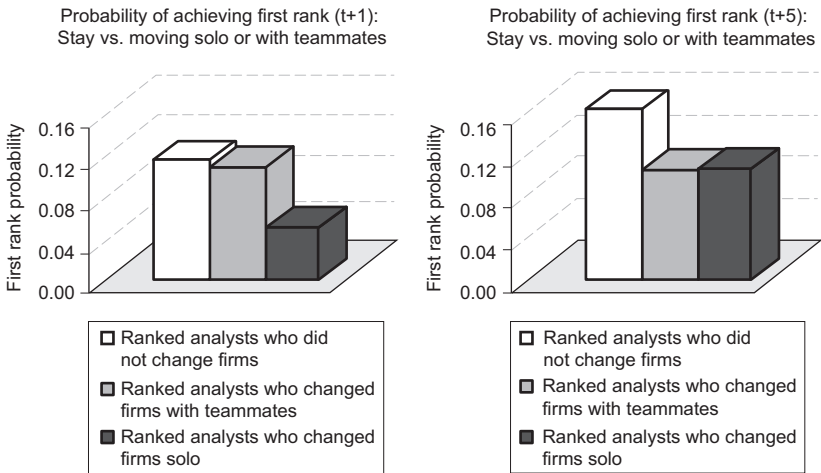 Probability of achieving first rank (t+1):
Stay vs. moving solo or with teammates
First rank probability
0.16
0.12
0.08
0.04
0.00
Ranked analysts who did
not change firms
Ranked analysts who changed
firms with teammates
Ranked analysts who changed
firms solo
Probability of achieving first rank (t+5):
Stay vs. moving solo or with teammates
First rank probability
0.16
0.12
0.08
0.04
0.00
Ranked analysts who did
not change firms
Ranked analysts who changed
firms with teammates
Ranked analysts who changed
firms solo